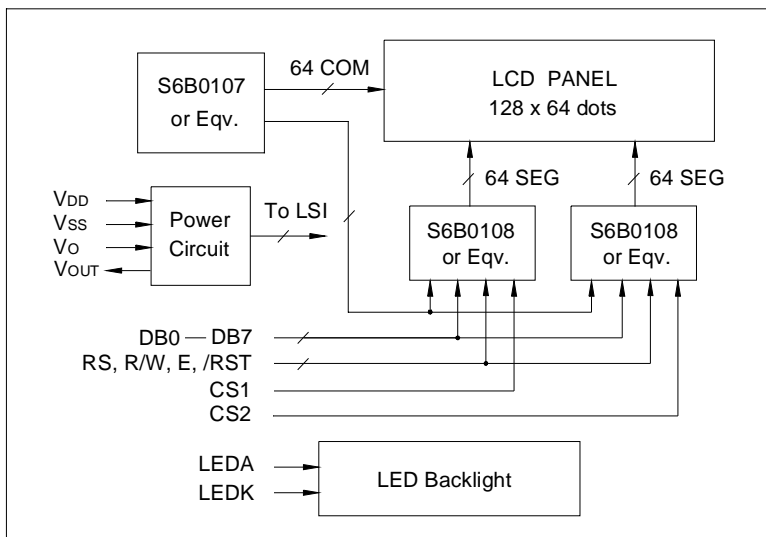 S6B0107
or Eqv.
64 COM
LCD PANEL
128 x 64 dots
64 SEG
64 SEG
VDD
VSS
VO
VOUT
Power
Circuit
To LSI
S6B0108
or Eqv.
S6B0108
or Eqv.
DB0 — DB7
RS, R/W, E, /RST
CS1
CS2
LEDA
LEDK
LED Backlight